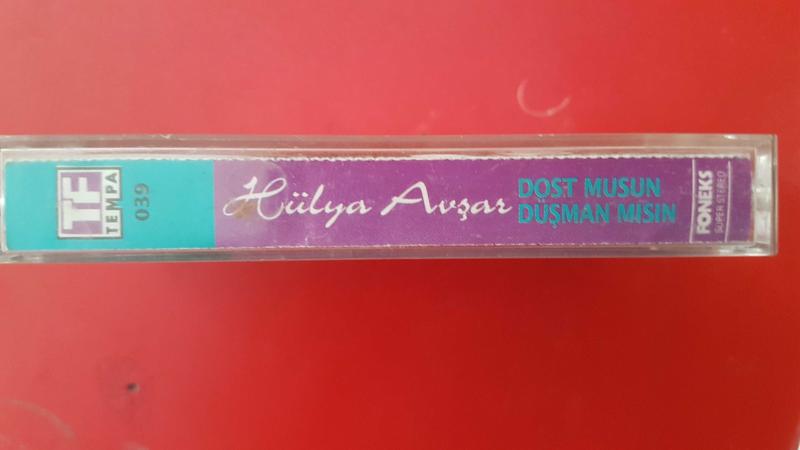 TF
TEMPA
039
Hülya Avşar
DOST MUSUN
DÜŞMAN MISIN
FONEKS
SUPER STEREO